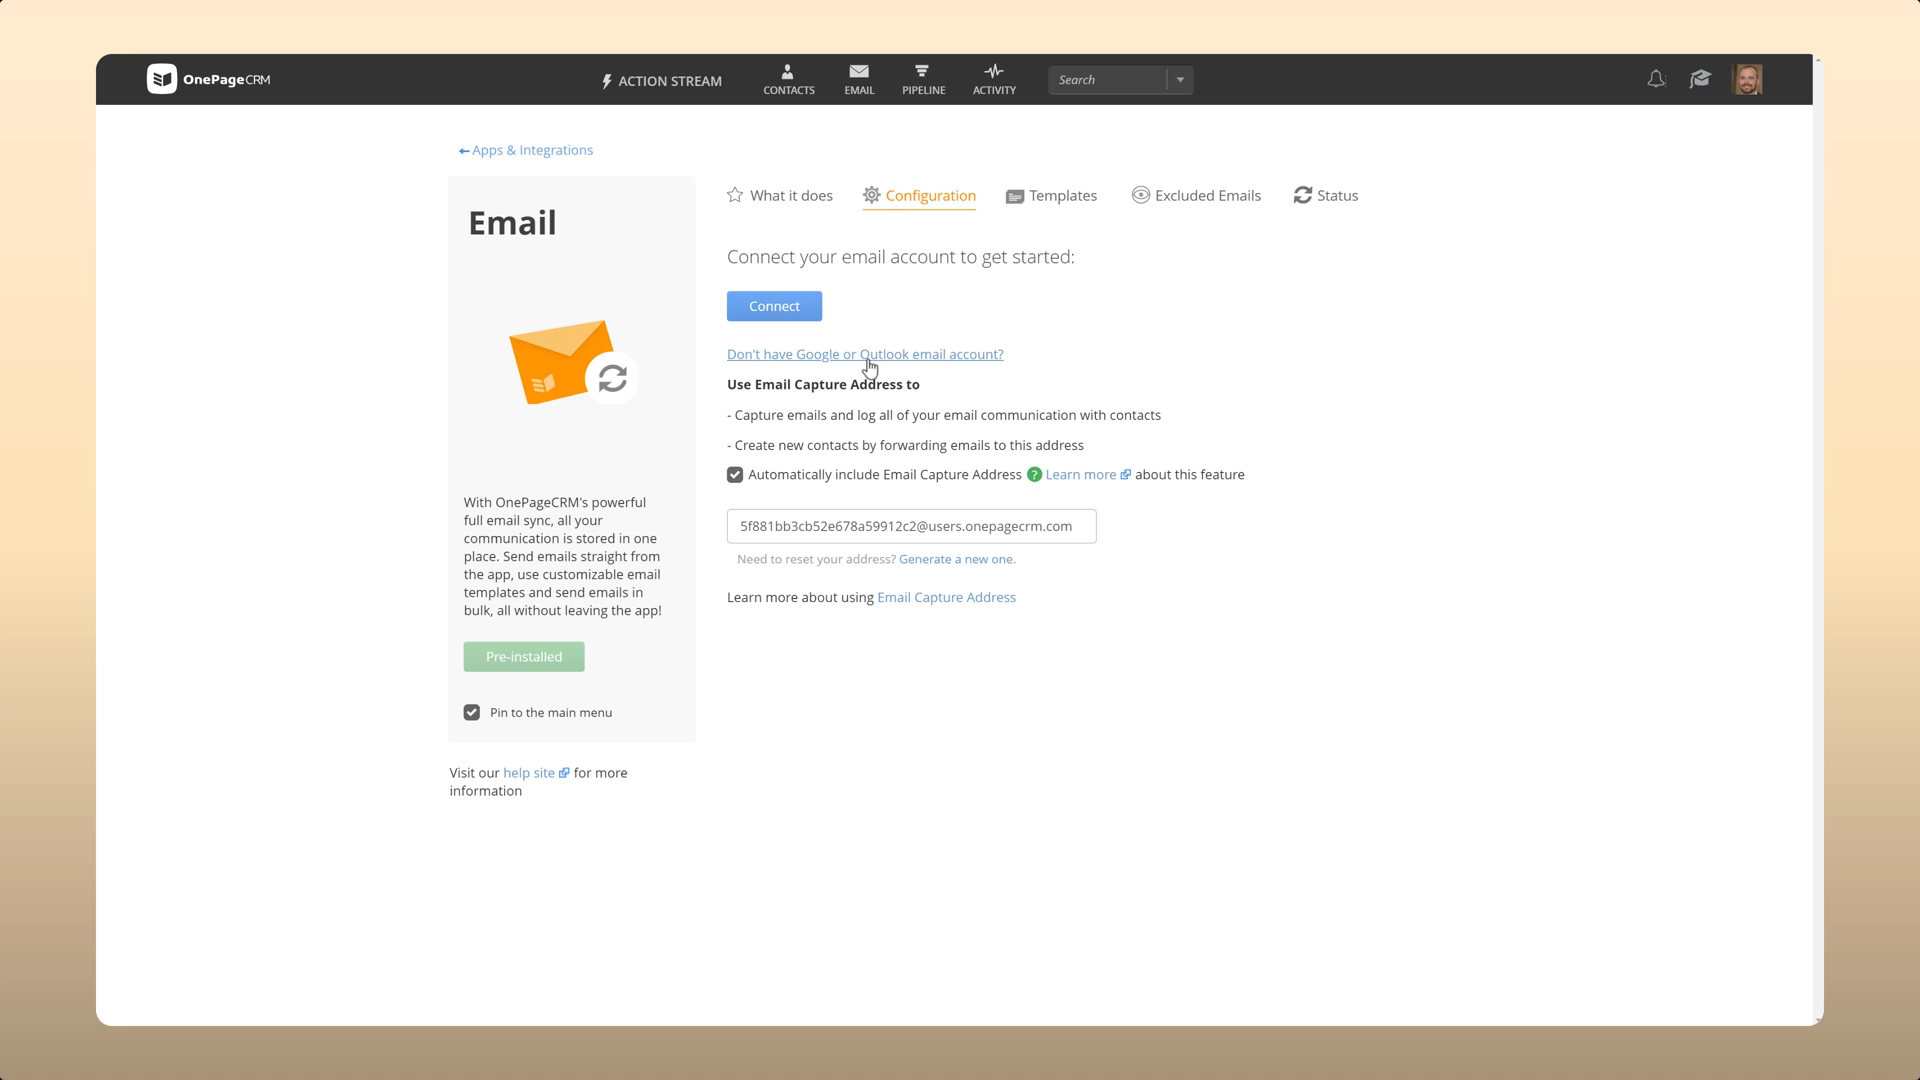 OnePageCRM
ACTION STREAM
CONTACTS
EMAIL
PIPELINE
ACTIVITY
Search
Apps & Integrations
Email
With OnePageCRM's powerful
full email sync, all your
communication is stored in one
place. Send emails straight from
the app, use customizable email
templates and send emails in
bulk, all without leaving the app!
Pre-installed
Pin to the main menu
Visit our help site for more
information
What it does
Configuration
Templates
Excluded Emails
Status
Connect your email account to get started:
Connect
Don't have Google or Outlook email account?
Use Email Capture Address to
- Capture emails and log all of your email communication with contacts
- Create new contacts by forwarding emails to this address
Automatically include Email Capture Address ? Learn more about this feature
5f881bb3cb52e678a59912c2@users.onepagecrm.com
Need to reset your address? Generate a new one.
Learn more about using Email Capture Address